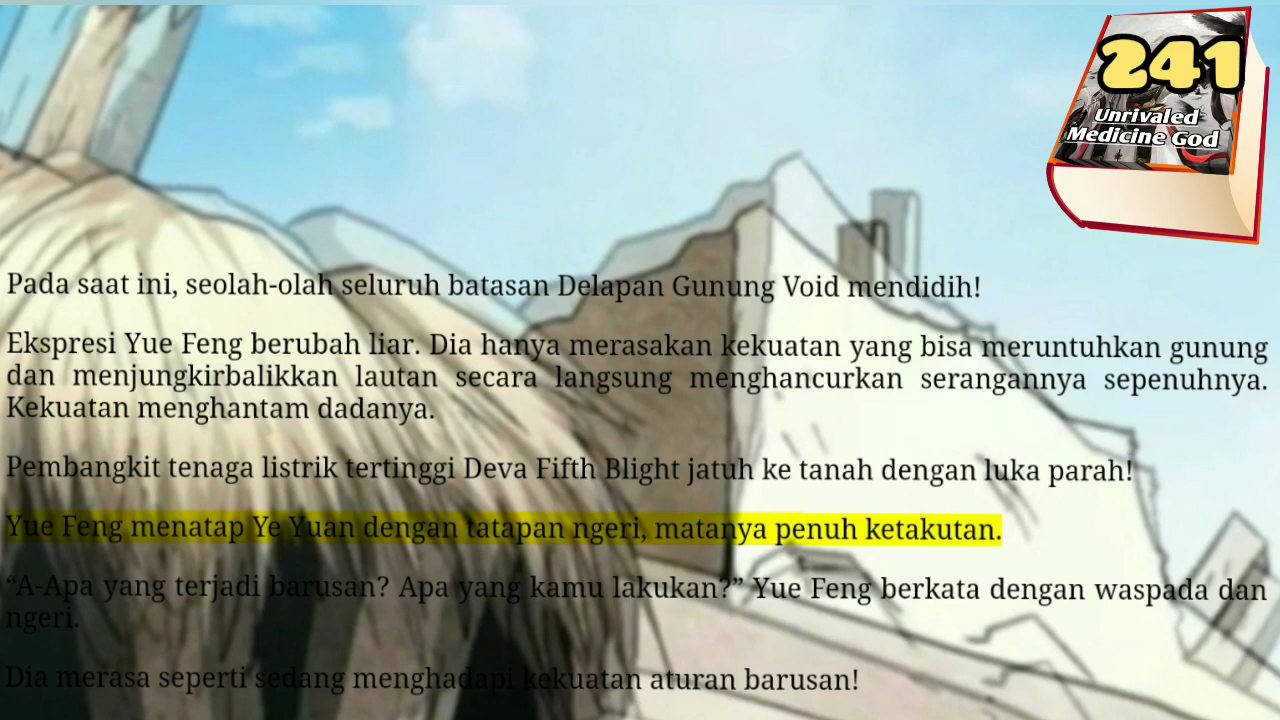 241
Unrivaled
Medicine God
Pada saat ini, seolah-olah seluruh batasan Delapan Gunung Void mendidih!
Ekspresi Yue Feng berubah liar. Dia hanya merasakan kekuatan yang bisa meruntuhkan gunung
dan menjungkirbalikkan lautan secara langsung menghancurkan serangannya sepenuhnya.
Kekuatan menghantam dadanya.
Pembangkit tenaga listrik tertinggi Deva Fifth Blight jatuh ke tanah dengan luka parah!
Yue Feng menatap Ye Yuan dengan tatapan ngeri, matanya penuh ketakutan.
“A-Apa yang terjadi barusan? Apa yang kamu lakukan?” Yue Feng berkata dengan waspada dan
ngeri.
Dia merasa seperti sedang menghadapi kekuatan aturan barusan!